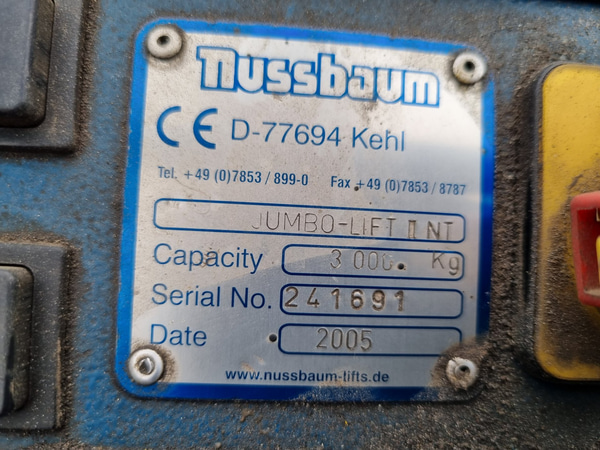 nussbaum
CE D-77694 Kehl
Tel. +49 (0)7853 / 899-0 Fax +49 (0)7853 / 8787
JUMBO-LIFT II NT
Capacity 3 000 Kg
Serial No. 241691
Date 2005
www.nussbaum-lifts.de